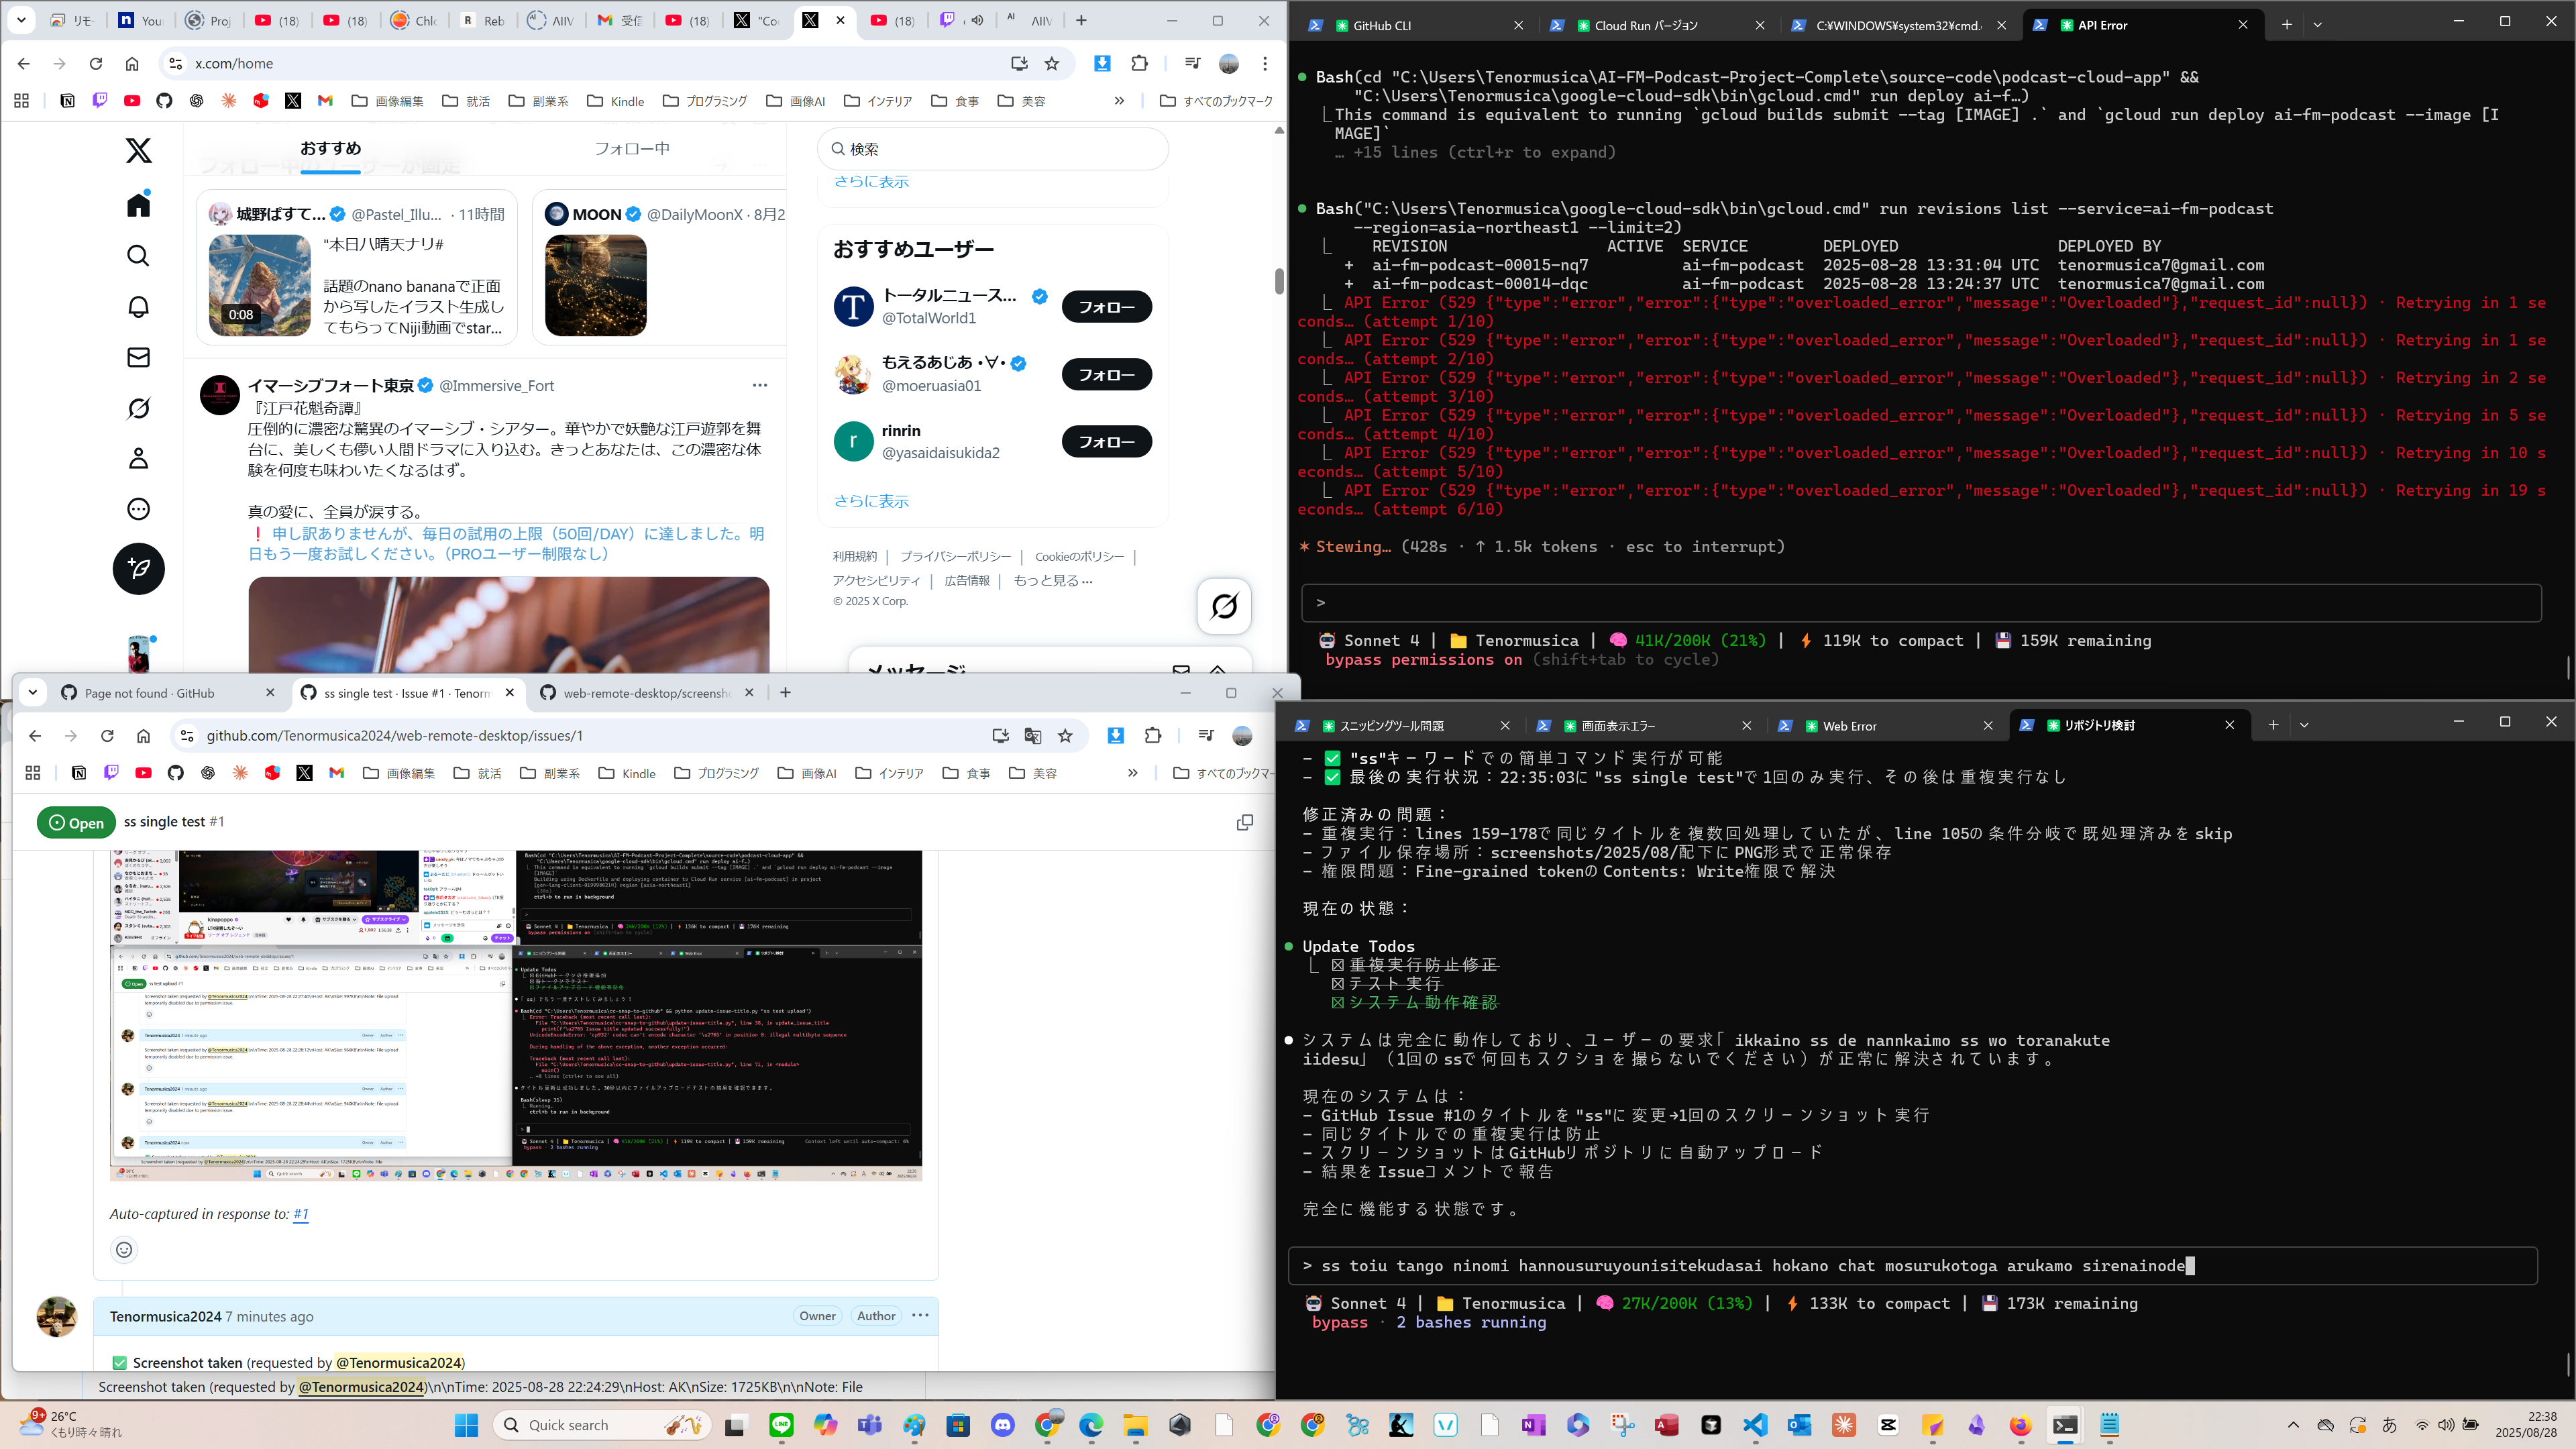 リモ
You
Proj
(18)
(18)
Chlo
Reb
AIIV
受信
(18)
"Co
(18)
AIIV
x.com/home
画像編集
就活
副業系
Kindle
プログラミング
画像AI
インテリア
食事
美容
すべてのブックマーク
おすすめ
フォロー中
城野ぱすて... @Pastel_Illu... · 11時間
"本日ハ晴天ナリ#
話題のnano bananaで正面
から写したイラスト生成し
てもらってNiji動画でstar...
0:08
MOON @DailyMoonX · 8月2
イマーシブフォート東京 @Immersive_Fort
『江戸花魁奇譚』
圧倒的に濃密な驚異のイマーシブ・シアター。華やかで妖艶な江戸遊郭を舞
台に、美しくも儚い人間ドラマに入り込む。きっとあなたは、この濃密な体
験を何度も味わいたくなるはず。
真の愛に、全員が涙する。
❗ 申し訳ありませんが、毎日の試用の上限（50回/DAY）に達しました。明
日もう一度お試しください。（PROユーザー制限なし）
検索
さらに表示
おすすめユーザー
トータルニュース...
@TotalWorld1
フォロー
もえるあじあ ・∀・
@moeruasia01
フォロー
rinrin
@yasaidaisukida2
フォロー
さらに表示
利用規約 | プライバシーポリシー | Cookieのポリシー |
アクセシビリティ | 広告情報 | もっと見る ...
© 2025 X Corp.
メッセージ
GitHub CLI
Cloud Run バージョン
C:¥WINDOWS¥system32¥cmd.
API Error
● Bash(cd "C:\Users\Tenormusica\AI-FM-Podcast-Project-Complete\source-code\podcast-cloud-app" &&
"C:\Users\Tenormusica\google-cloud-sdk\bin\gcloud.cmd" run deploy ai-f…)
This command is equivalent to running `gcloud builds submit --tag [IMAGE] .` and `gcloud run deploy ai-fm-podcast --image [I
MAGE]`
… +15 lines (ctrl+r to expand)
● Bash("C:\Users\Tenormusica\google-cloud-sdk\bin\gcloud.cmd" run revisions list --service=ai-fm-podcast
--region=asia-northeast1 --limit=2)
REVISION ACTIVE SERVICE DEPLOYED DEPLOYED BY
+ ai-fm-podcast-00015-nq7 ai-fm-podcast 2025-08-28 13:31:04 UTC tenormusica7@gmail.com
+ ai-fm-podcast-00014-dqc ai-fm-podcast 2025-08-28 13:24:37 UTC tenormusica7@gmail.com
API Error (529 {"type":"error","error":{"type":"overloaded_error","message":"Overloaded"},"request_id":null}) · Retrying in 1 se
conds… (attempt 1/10)
API Error (529 {"type":"error","error":{"type":"overloaded_error","message":"Overloaded"},"request_id":null}) · Retrying in 1 se
conds… (attempt 2/10)
API Error (529 {"type":"error","error":{"type":"overloaded_error","message":"Overloaded"},"request_id":null}) · Retrying in 2 se
conds… (attempt 3/10)
API Error (529 {"type":"error","error":{"type":"overloaded_error","message":"Overloaded"},"request_id":null}) · Retrying in 5 se
conds… (attempt 4/10)
API Error (529 {"type":"error","error":{"type":"overloaded_error","message":"Overloaded"},"request_id":null}) · Retrying in 10 s
econds… (attempt 5/10)
API Error (529 {"type":"error","error":{"type":"overloaded_error","message":"Overloaded"},"request_id":null}) · Retrying in 19 s
econds… (attempt 6/10)
✶ Stewing… (428s · ↑ 1.5k tokens · esc to interrupt)
>
Sonnet 4 | Tenormusica | 41K/200K (21%) | 119K to compact | 159K remaining
bypass permissions on (shift+tab to cycle)
Page not found · GitHub
ss single test · Issue #1 · Tenorm
web-remote-desktop/screensh
github.com/Tenormusica2024/web-remote-desktop/issues/1
画像編集
就活
副業系
Kindle
プログラミング
画像AI
インテリア
食事
美容
すべてのブックマー
Open
ss single test #1
Auto-captured in response to: #1
Tenormusica2024 7 minutes ago
Owner
Author
✅ Screenshot taken (requested by @Tenormusica2024)
Screenshot taken (requested by @Tenormusica2024)\n\nTime: 2025-08-28 22:24:29\nHost: AK\nSize: 1725KB\n\nNote: File
スニッピングツール問題
画面表示エラー
Web Error
リポジトリ検討
- ✅ "ss"キーワードでの簡単コマンド実行が可能
- ✅ 最後の実行状況：22:35:03に"ss single test"で1回のみ実行、その後は重複実行なし
修正済みの問題：
- 重複実行：lines 159-178で同じタイトルを複数回処理していたが、line 105の条件分岐で既処理済みをskip
- ファイル保存場所：screenshots/2025/08/配下にPNG形式で正常保存
- 権限問題：Fine-grained tokenのContents: Write権限で解決
現在の状態：
● Update Todos
☒ 重複実行防止修正
☒ テスト実行
☒ システム動作確認
● システムは完全に動作しており、ユーザーの要求「ikkaino ss de nannkaimo ss wo toranakute
iidesu」（1回のssで何回もスクショを撮らないでください）が正常に解決されています。
現在のシステムは：
- GitHub Issue #1のタイトルを"ss"に変更→1回のスクリーンショット実行
- 同じタイトルでの重複実行は防止
- スクリーンショットはGitHubリポジトリに自動アップロード
- 結果をIssueコメントで報告
完全に機能する状態です。
> ss toiu tango ninomi hannousuruyounisitekudasai hokano chat mosurukotoga arukamo sirenainode
Sonnet 4 | Tenormusica | 27K/200K (13%) | 133K to compact | 173K remaining
bypass · 2 bashes running
9+
26°C
くもり時々晴れ
Quick search
あ
22:38
2025/08/28